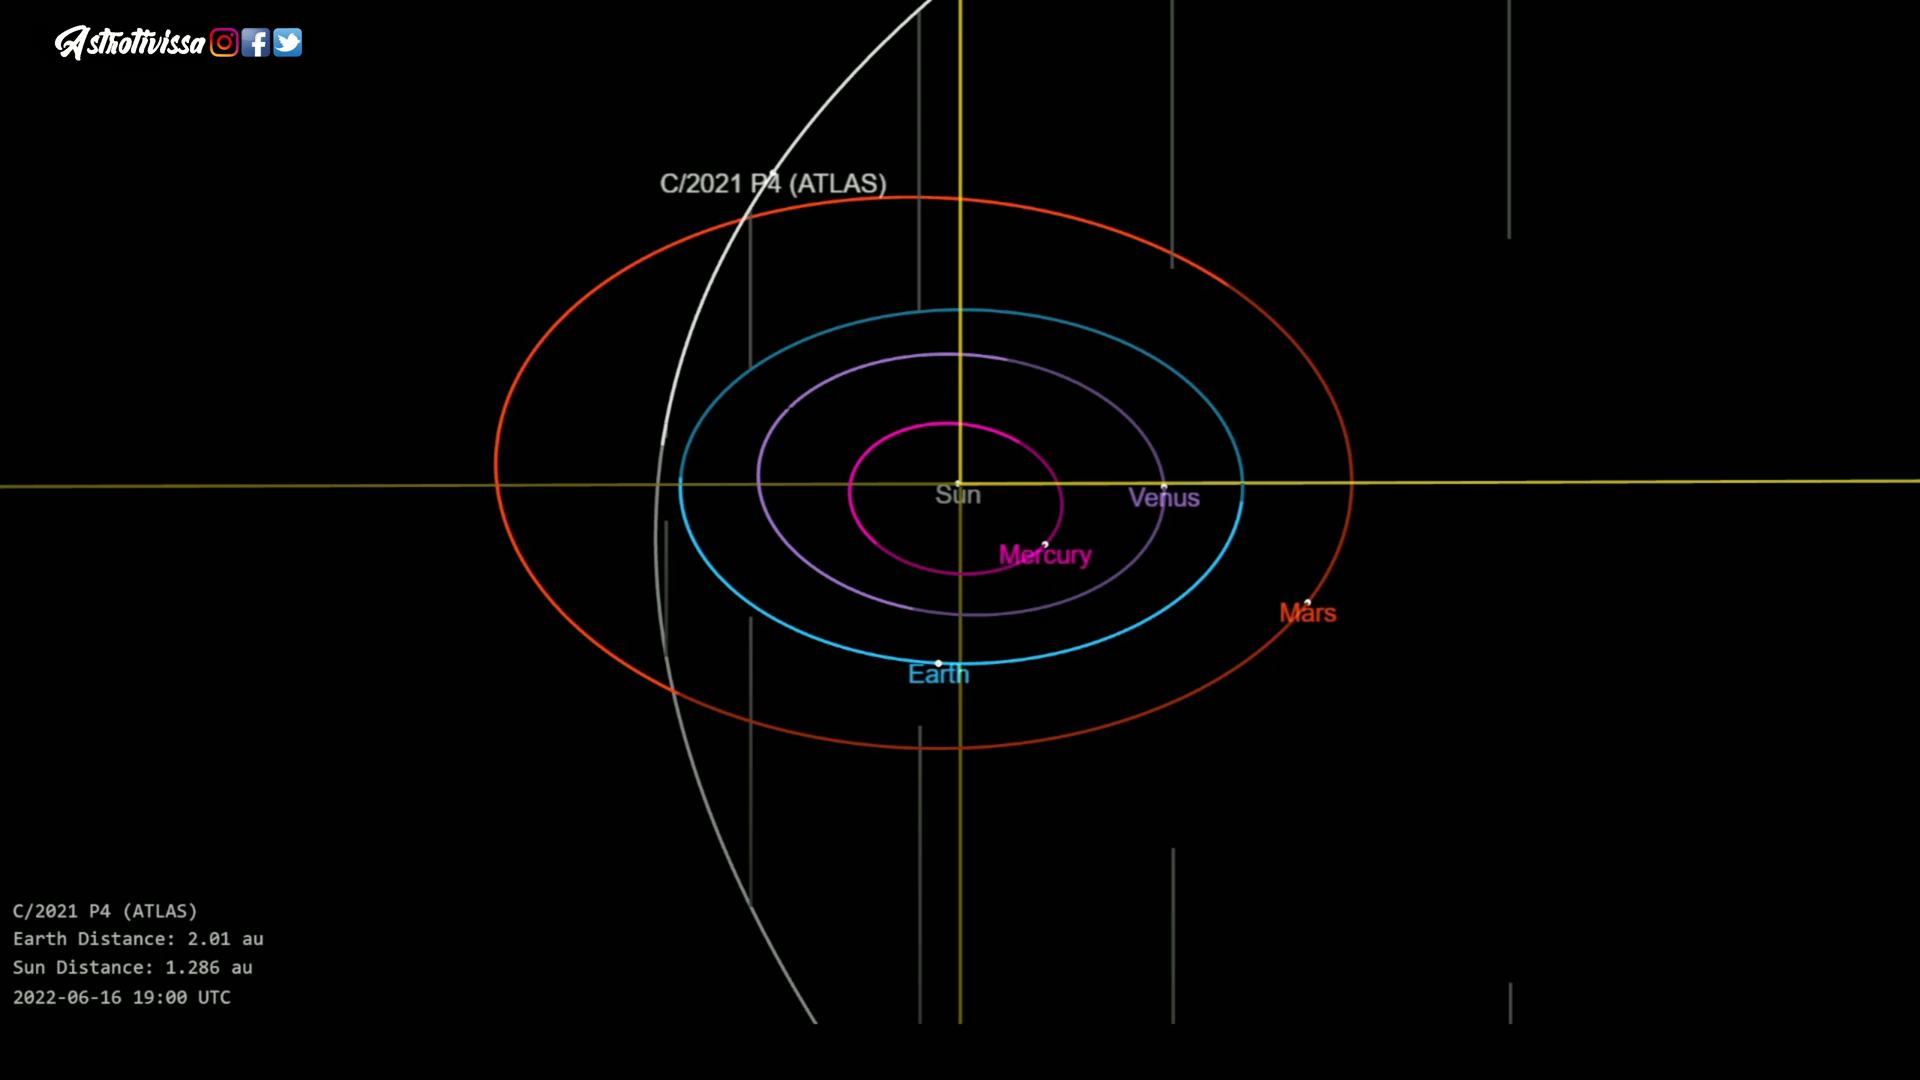 Astrotivissa
C/2021 P4 (ATLAS)
Sun
Venus
Mercury
Mars
Earth
C/2021 P4 (ATLAS)
Earth Distance: 2.01 au
Sun Distance: 1.286 au
2022-06-16 19:00 UTC